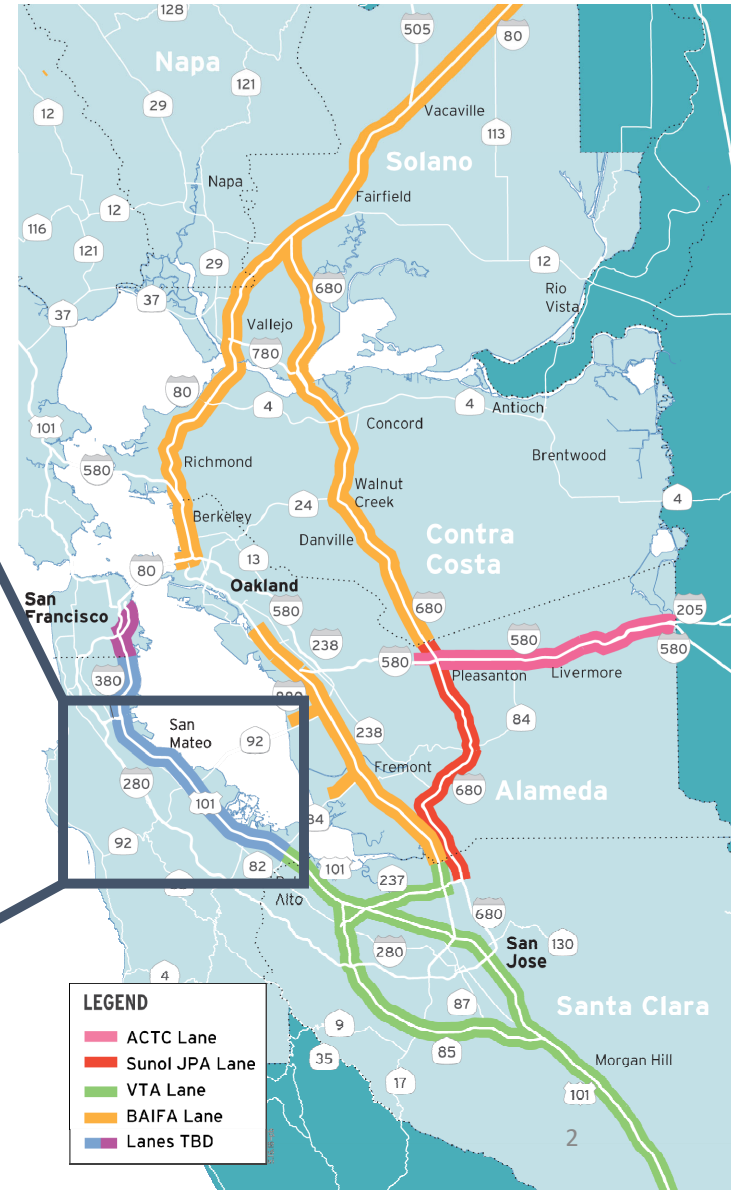 128
505
80
Napa
121
12
29
Vacaville
113
Solano
Napa
Fairfield
12
116
121
29
12
680
Rio
Vista
37
37
Vallejo
780
80
4
4
Antioch
101
Concord
Richmond
Brentwood
580
Walnut
Creek
24
4
Berkeley
Danville
Contra
Costa
13
80
Oakland
San
Francisco
580
680
205
238
580
580
580
Pleasanton
Livermore
380
880
84
San
Mateo
92
238
Fremont
280
680
Alameda
101
84
92
82
101
237
Alto
680
San
Jose
130
280
4
87
Santa Clara
9
35
85
Morgan Hill
17
101
2
LEGEND
ACTC Lane
Sunol JPA Lane
VTA Lane
BAIFA Lane
Lanes TBD